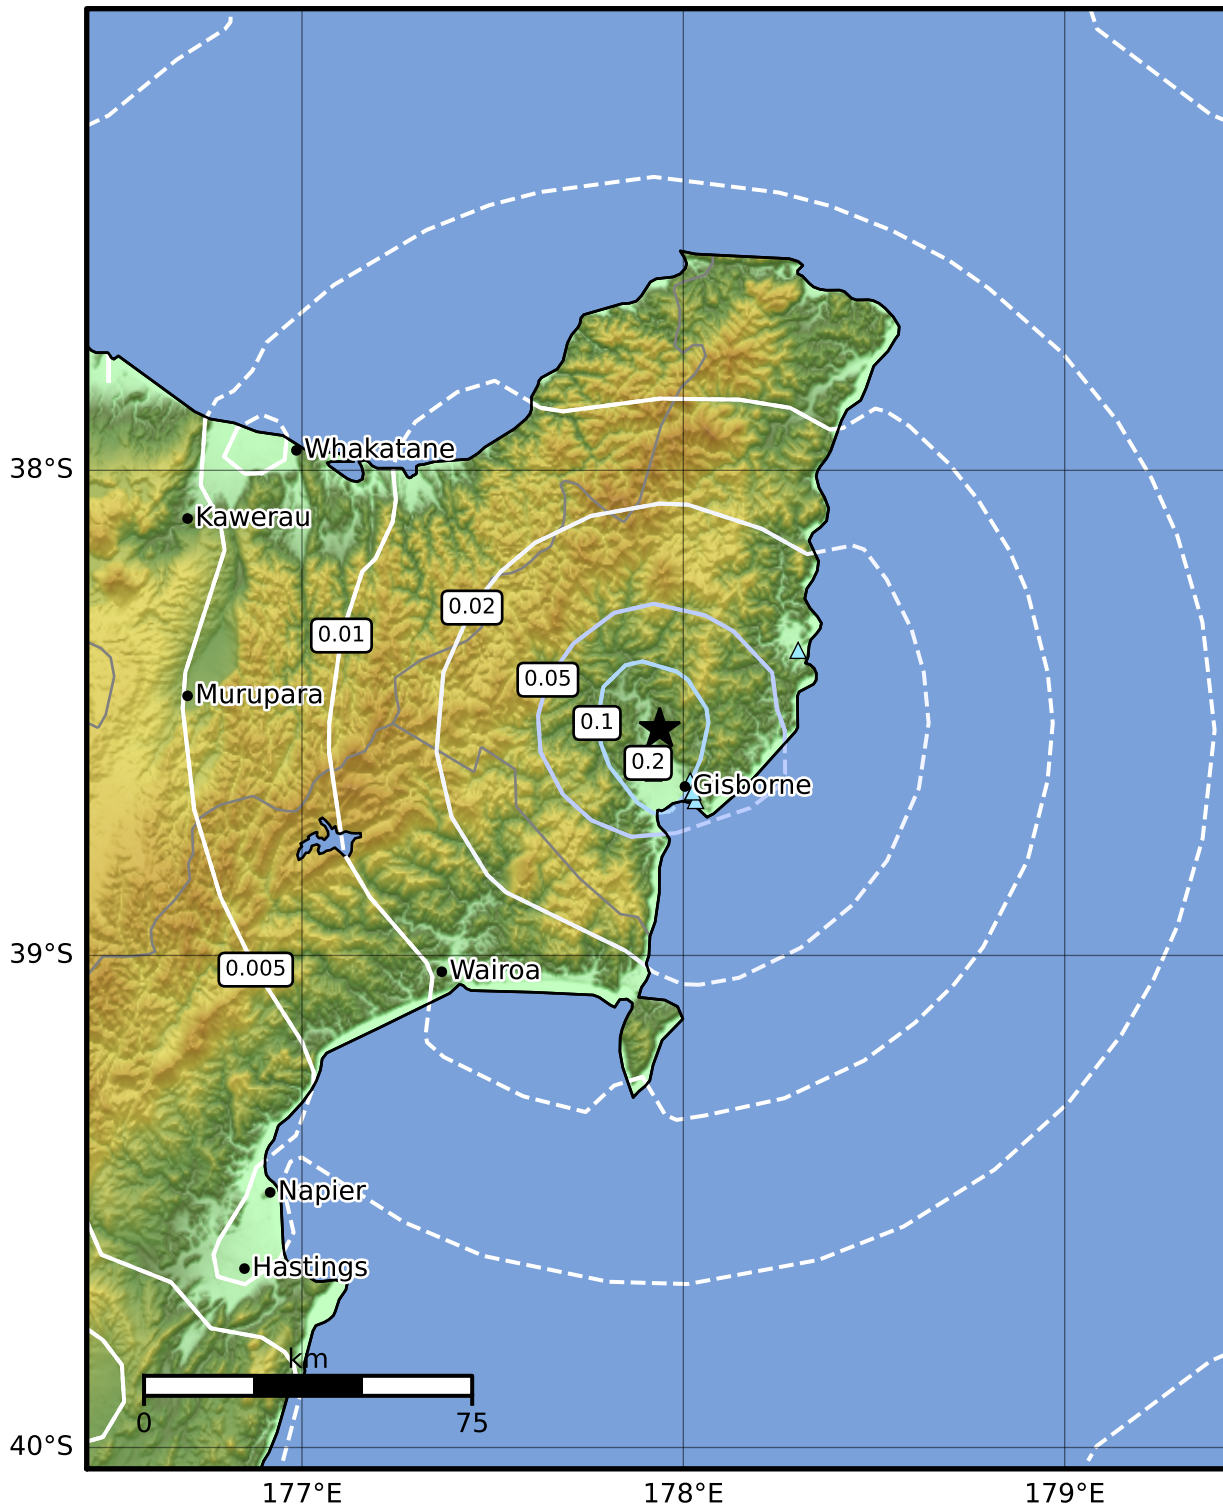 Whakatane
38°S
Kawerau
0.02
0.01
0.05
Murupara
0.1
0.2
Gisborne
39°S
Wairoa
0.005
Napier
Hastings
km
0
75
40°S
177°E
178°E
179°E